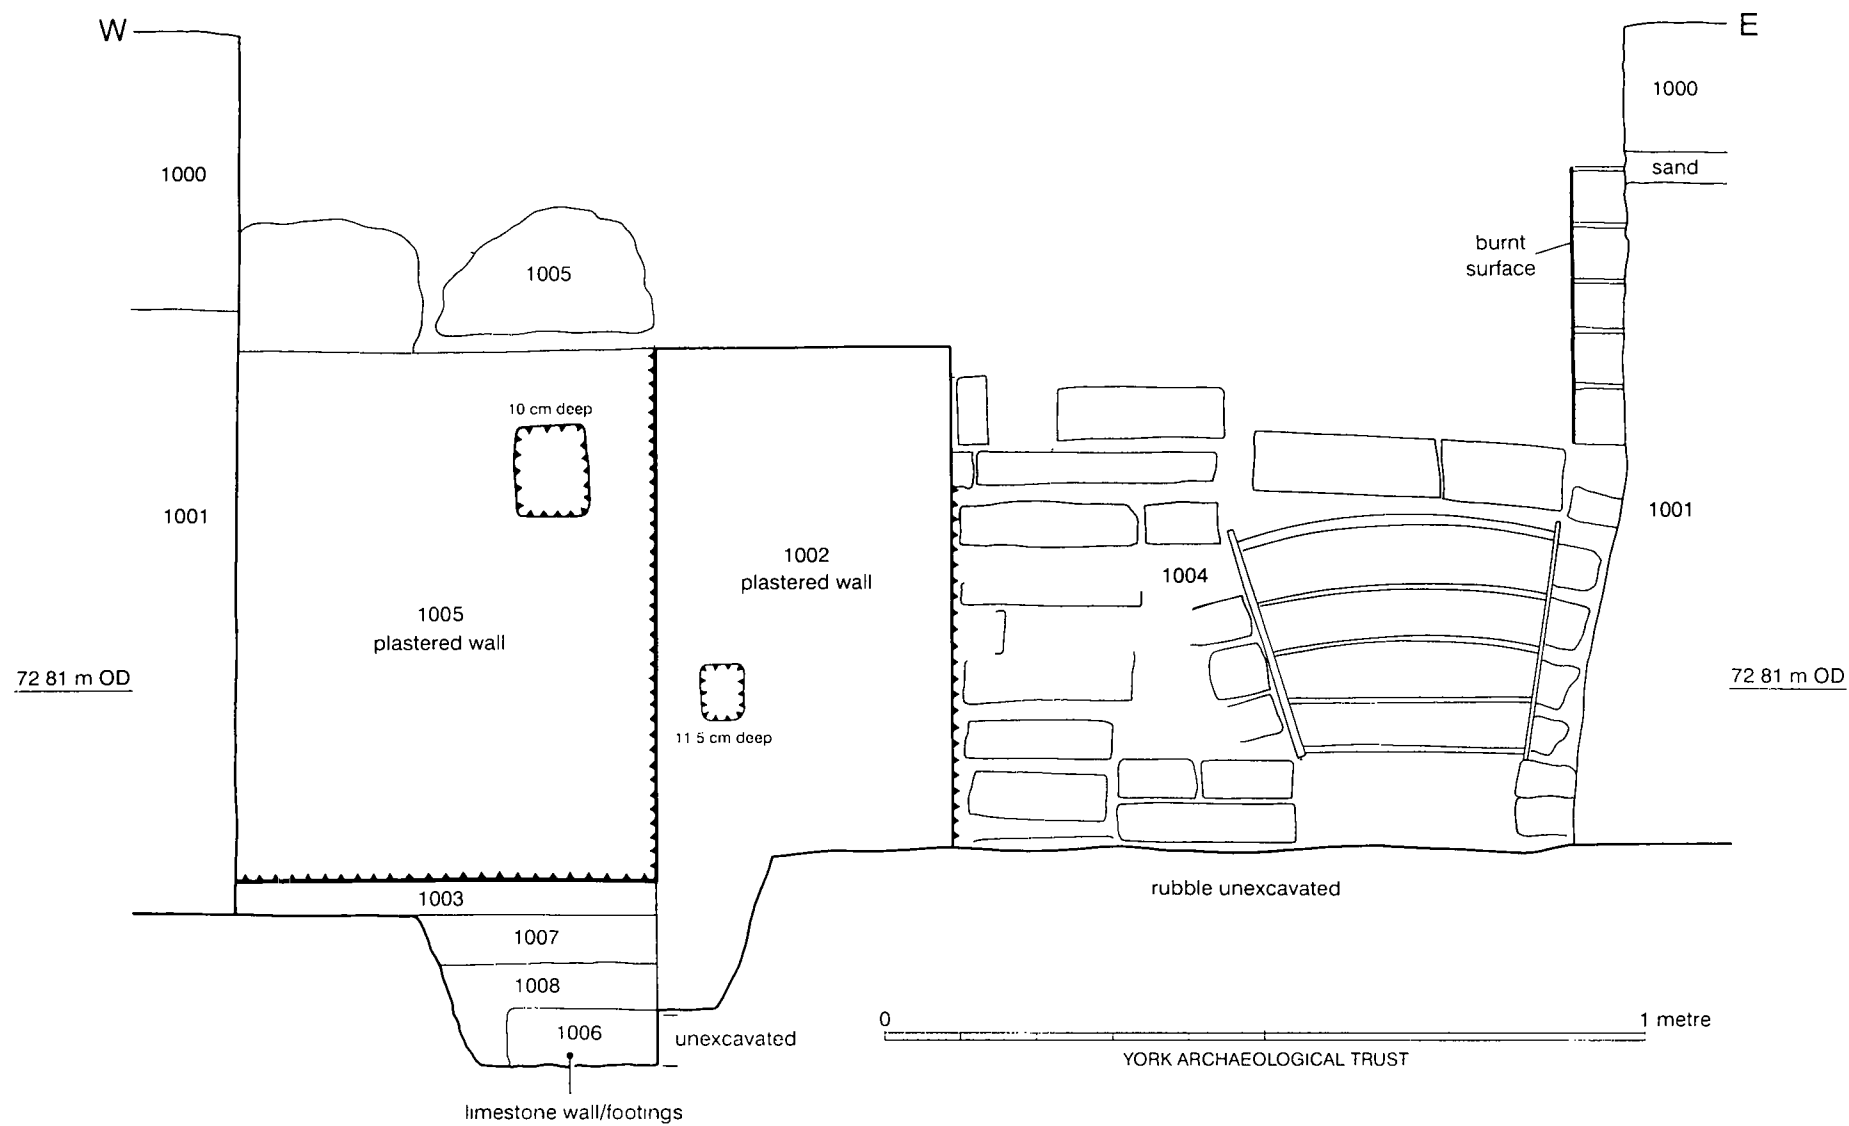 W
E
1000
1000
sand
burnt
surface
1005
10 cm deep
1001
1001
1002
plastered wall
1004
1005
plastered wall
72 81 m OD
72 81 m OD
11 5 cm deep
1003
rubble unexcavated
1007
1008
1006
unexcavated
0
1 metre
YORK ARCHAEOLOGICAL TRUST
limestone wall/footings